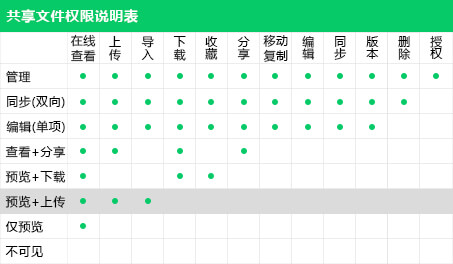 共享文件权限说明表
在线查看 上传 导入 下载 收藏 分享 移动复制 编辑 同步 版本 删除 授权
管理 ● ● ● ● ● ● ● ● ● ● ● ●
同步(双向) ● ● ● ● ● ● ● ● ● ● ●
编辑(单项) ● ● ● ● ● ● ● ● ● ●
查看+分享 ● ● ● ●
预览+下载 ● ● ●
预览+上传 ● ● ●
仅预览 ●
不可见